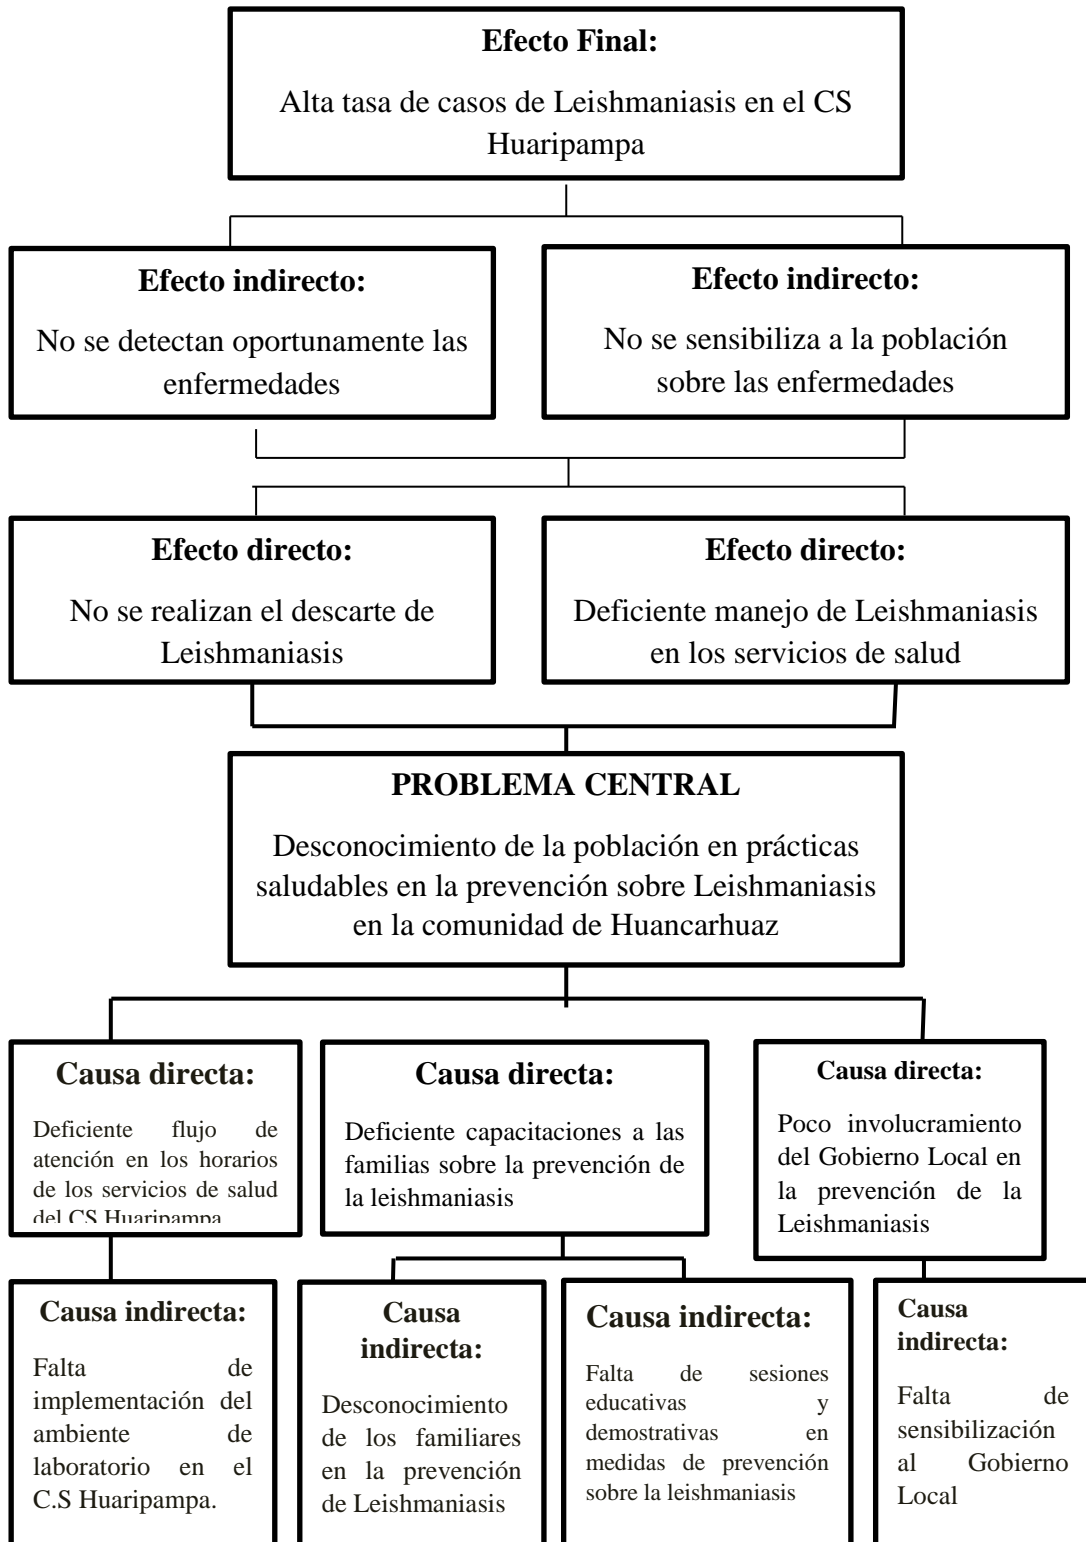 Efecto Final:
Alta tasa de casos de Leishmaniasis en el CS
Huaripampa
Efecto indirecto:
No se detectan oportunamente las
enfermedades
Efecto indirecto:
No se sensibiliza a la población
sobre las enfermedades
Efecto directo:
No se realizan el descarte de
Leishmaniasis
Efecto directo:
Deficiente manejo de Leishmaniasis
en los servicios de salud
PROBLEMA CENTRAL
Desconocimiento de la población en prácticas
saludables en la prevención sobre Leishmaniasis
en la comunidad de Huancarhuaz
Causa directa:
Deficiente flujo de
atención en los horarios
de los servicios de salud
del CS Huaripampa
Causa directa:
Deficiente capacitaciones a las
familias sobre la prevención de
la leishmaniasis
Causa directa:
Poco involucramiento
del Gobierno Local en
la prevención de la
Leishmaniasis
Causa indirecta:
Falta de
implementación del
ambiente de
laboratorio en el
C.S Huaripampa.
Causa
indirecta:
Desconocimiento
de los familiares
en la prevención
de Leishmaniasis
Causa indirecta:
Falta de sesiones
educativas y
demostrativas en
medidas de prevención
sobre la leishmaniasis
Causa
indirecta:
Falta de
sensibilización
al Gobierno
Local